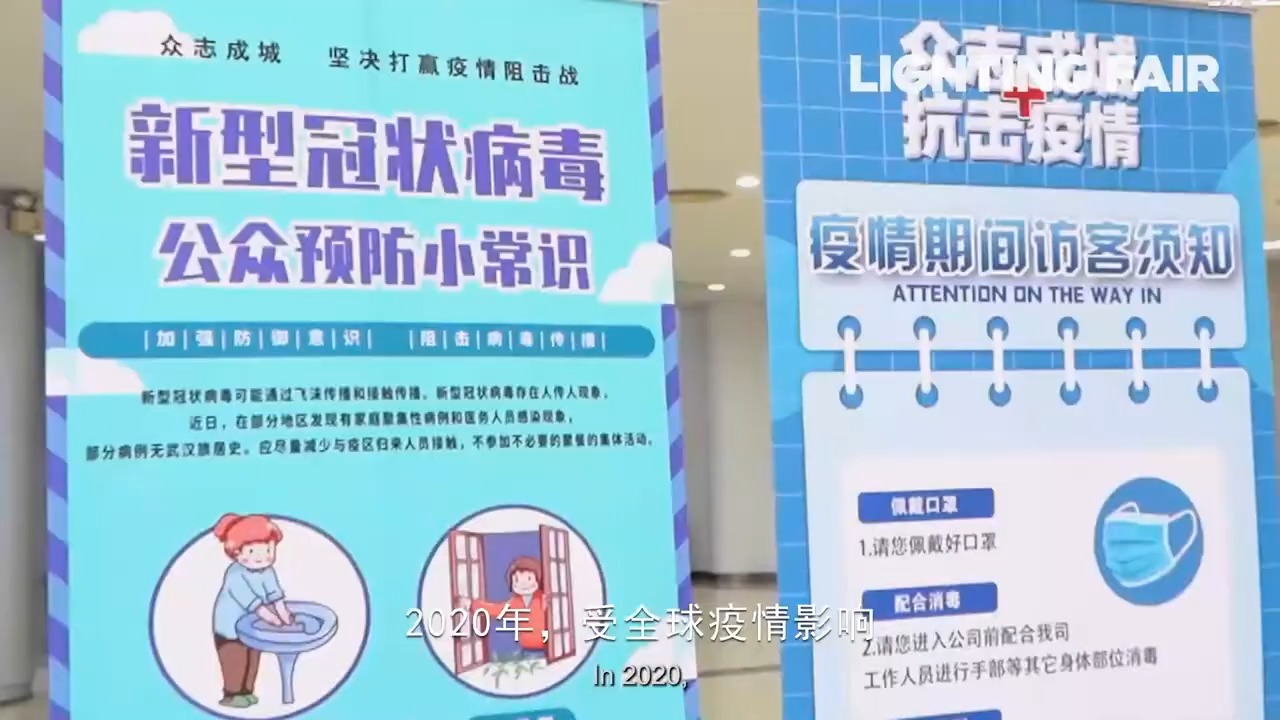 众志成城 坚决打赢疫情阻击战
新型冠状病毒
公众预防小常识
加强防御意识 阻击病毒传播
新型冠状病毒可能通过飞沫传播和接触传播。新型冠状病毒存在人传人现象。
近日,在部分地区发现有家庭聚集性病例和医务人员感染现象,
部分病例无武汉旅居史。应尽量减少与疫区归来人员接触,不参加不必要的聚餐的集体活动。
众志成城
抗击疫情
LIGHTING FAIR
疫情期间访客须知
ATTENTION ON THE WAY IN
佩戴口罩
1.请您佩戴好口罩
配合消毒
2.请您进入公司前配合我司
工作人员进行手部等其它身体部位消毒
2020年,受全球疫情影响
In 2020,